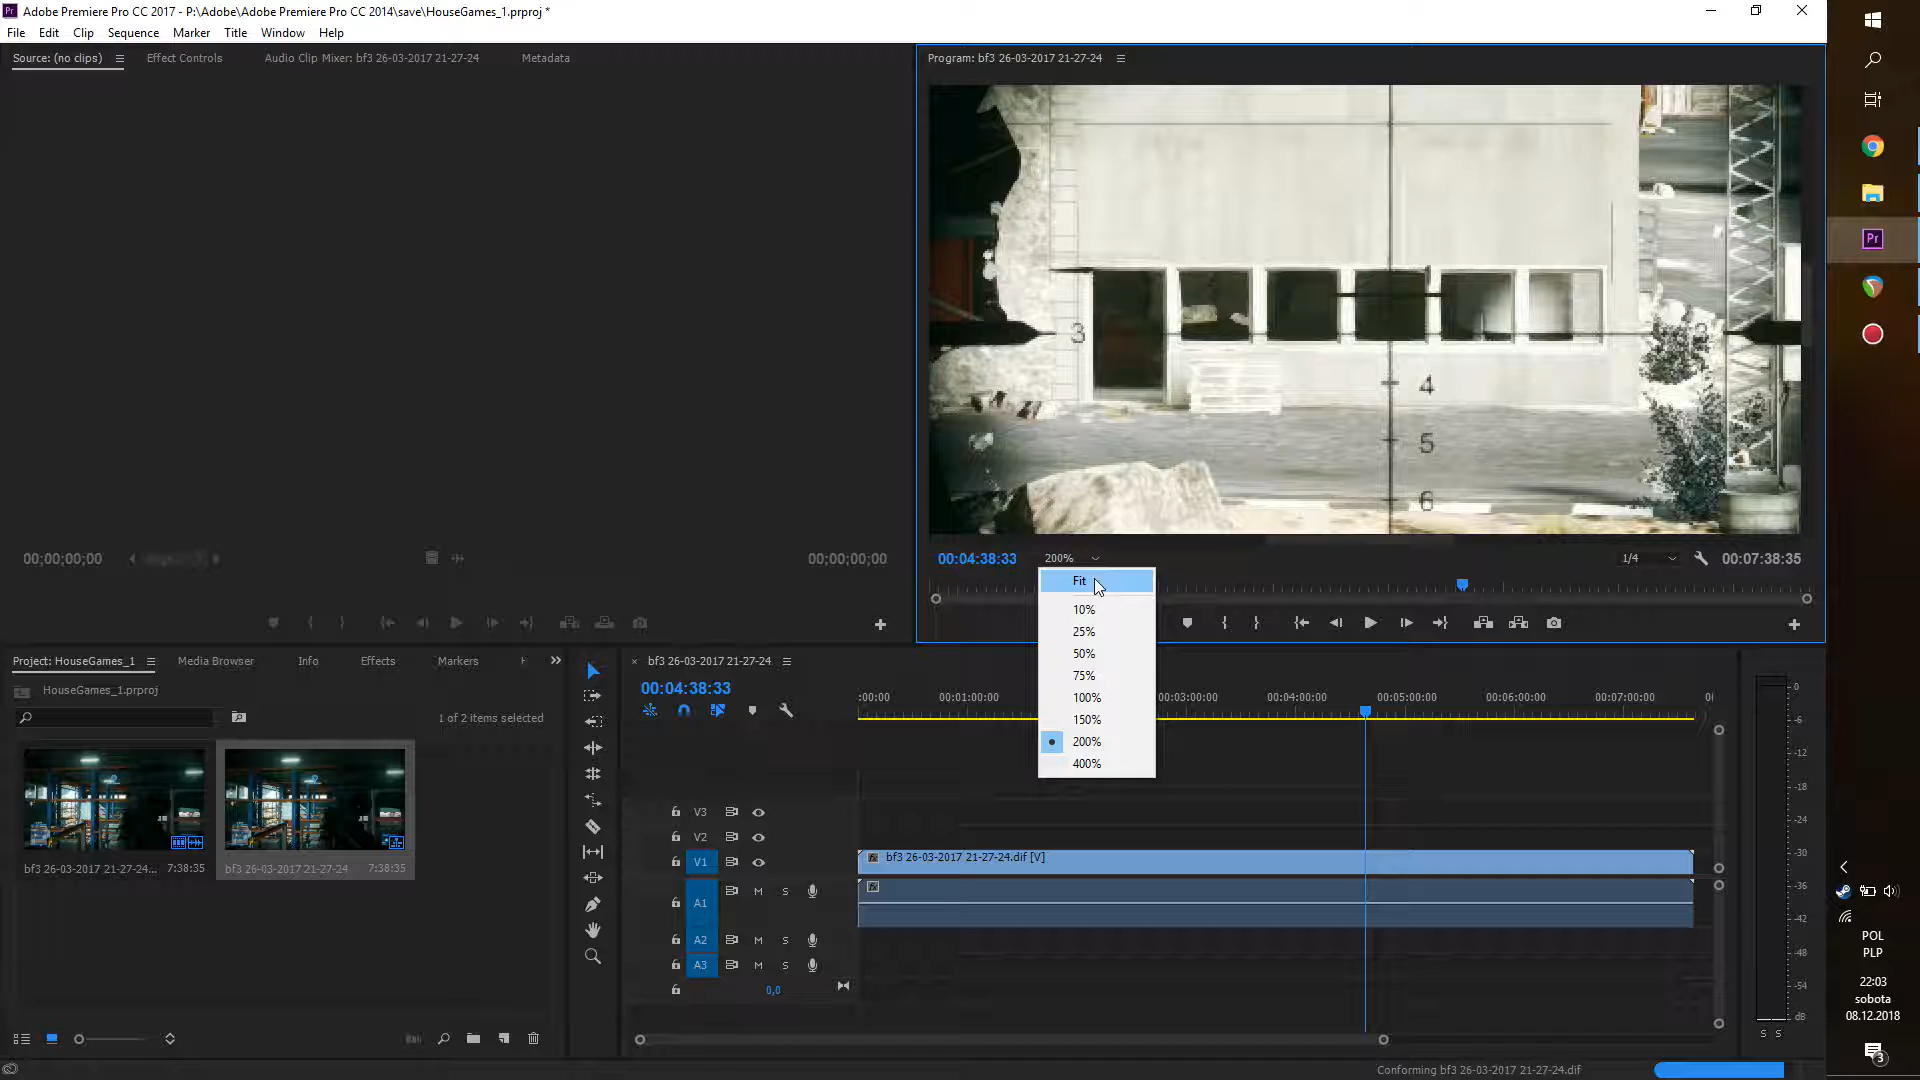 Adobe Premiere Pro CC 2017 - P:\Adobe\Adobe Premiere Pro CC 2014\save\HouseGames_1.prproj *
File Edit Clip Sequence Marker Title Window Help
Source: (no clips) Effect Controls Audio Clip Mixer: bf3 26-03-2017 21-27-24 Metadata
Program: bf3 26-03-2017 21-27-24
3
4
5
6
00;00;00;00
00;00;00;00
00:04:38:33
200%
1/4
00:07:38:35
Fit
10%
25%
50%
75%
100%
150%
200%
400%
Project: HouseGames_1 Media Browser Info Effects Markers
HouseGames_1.prproj
1 of 2 items selected
bf3 26-03-2017 21-27-24... 7:38:35
bf3 26-03-2017 21-27-24 7:38:35
bf3 26-03-2017 21-27-24
00:04:38:33
:00:00 00:01:00:00 00:03:00:00 00:04:00:00 00:05:00:00 00:06:00:00 00:07:00:00
V3
V2
V1 bf3 26-03-2017 21-27-24.dif [V]
fx
A1 M S
A2 M S
A3 M S
0,0
0
-6
-12
-18
-24
-30
-36
-42
-48
-54
dB
S S
Conforming bf3 26-03-2017 21-27-24.dif
Pr
POL
PLP
22:03
sobota
08.12.2018
3